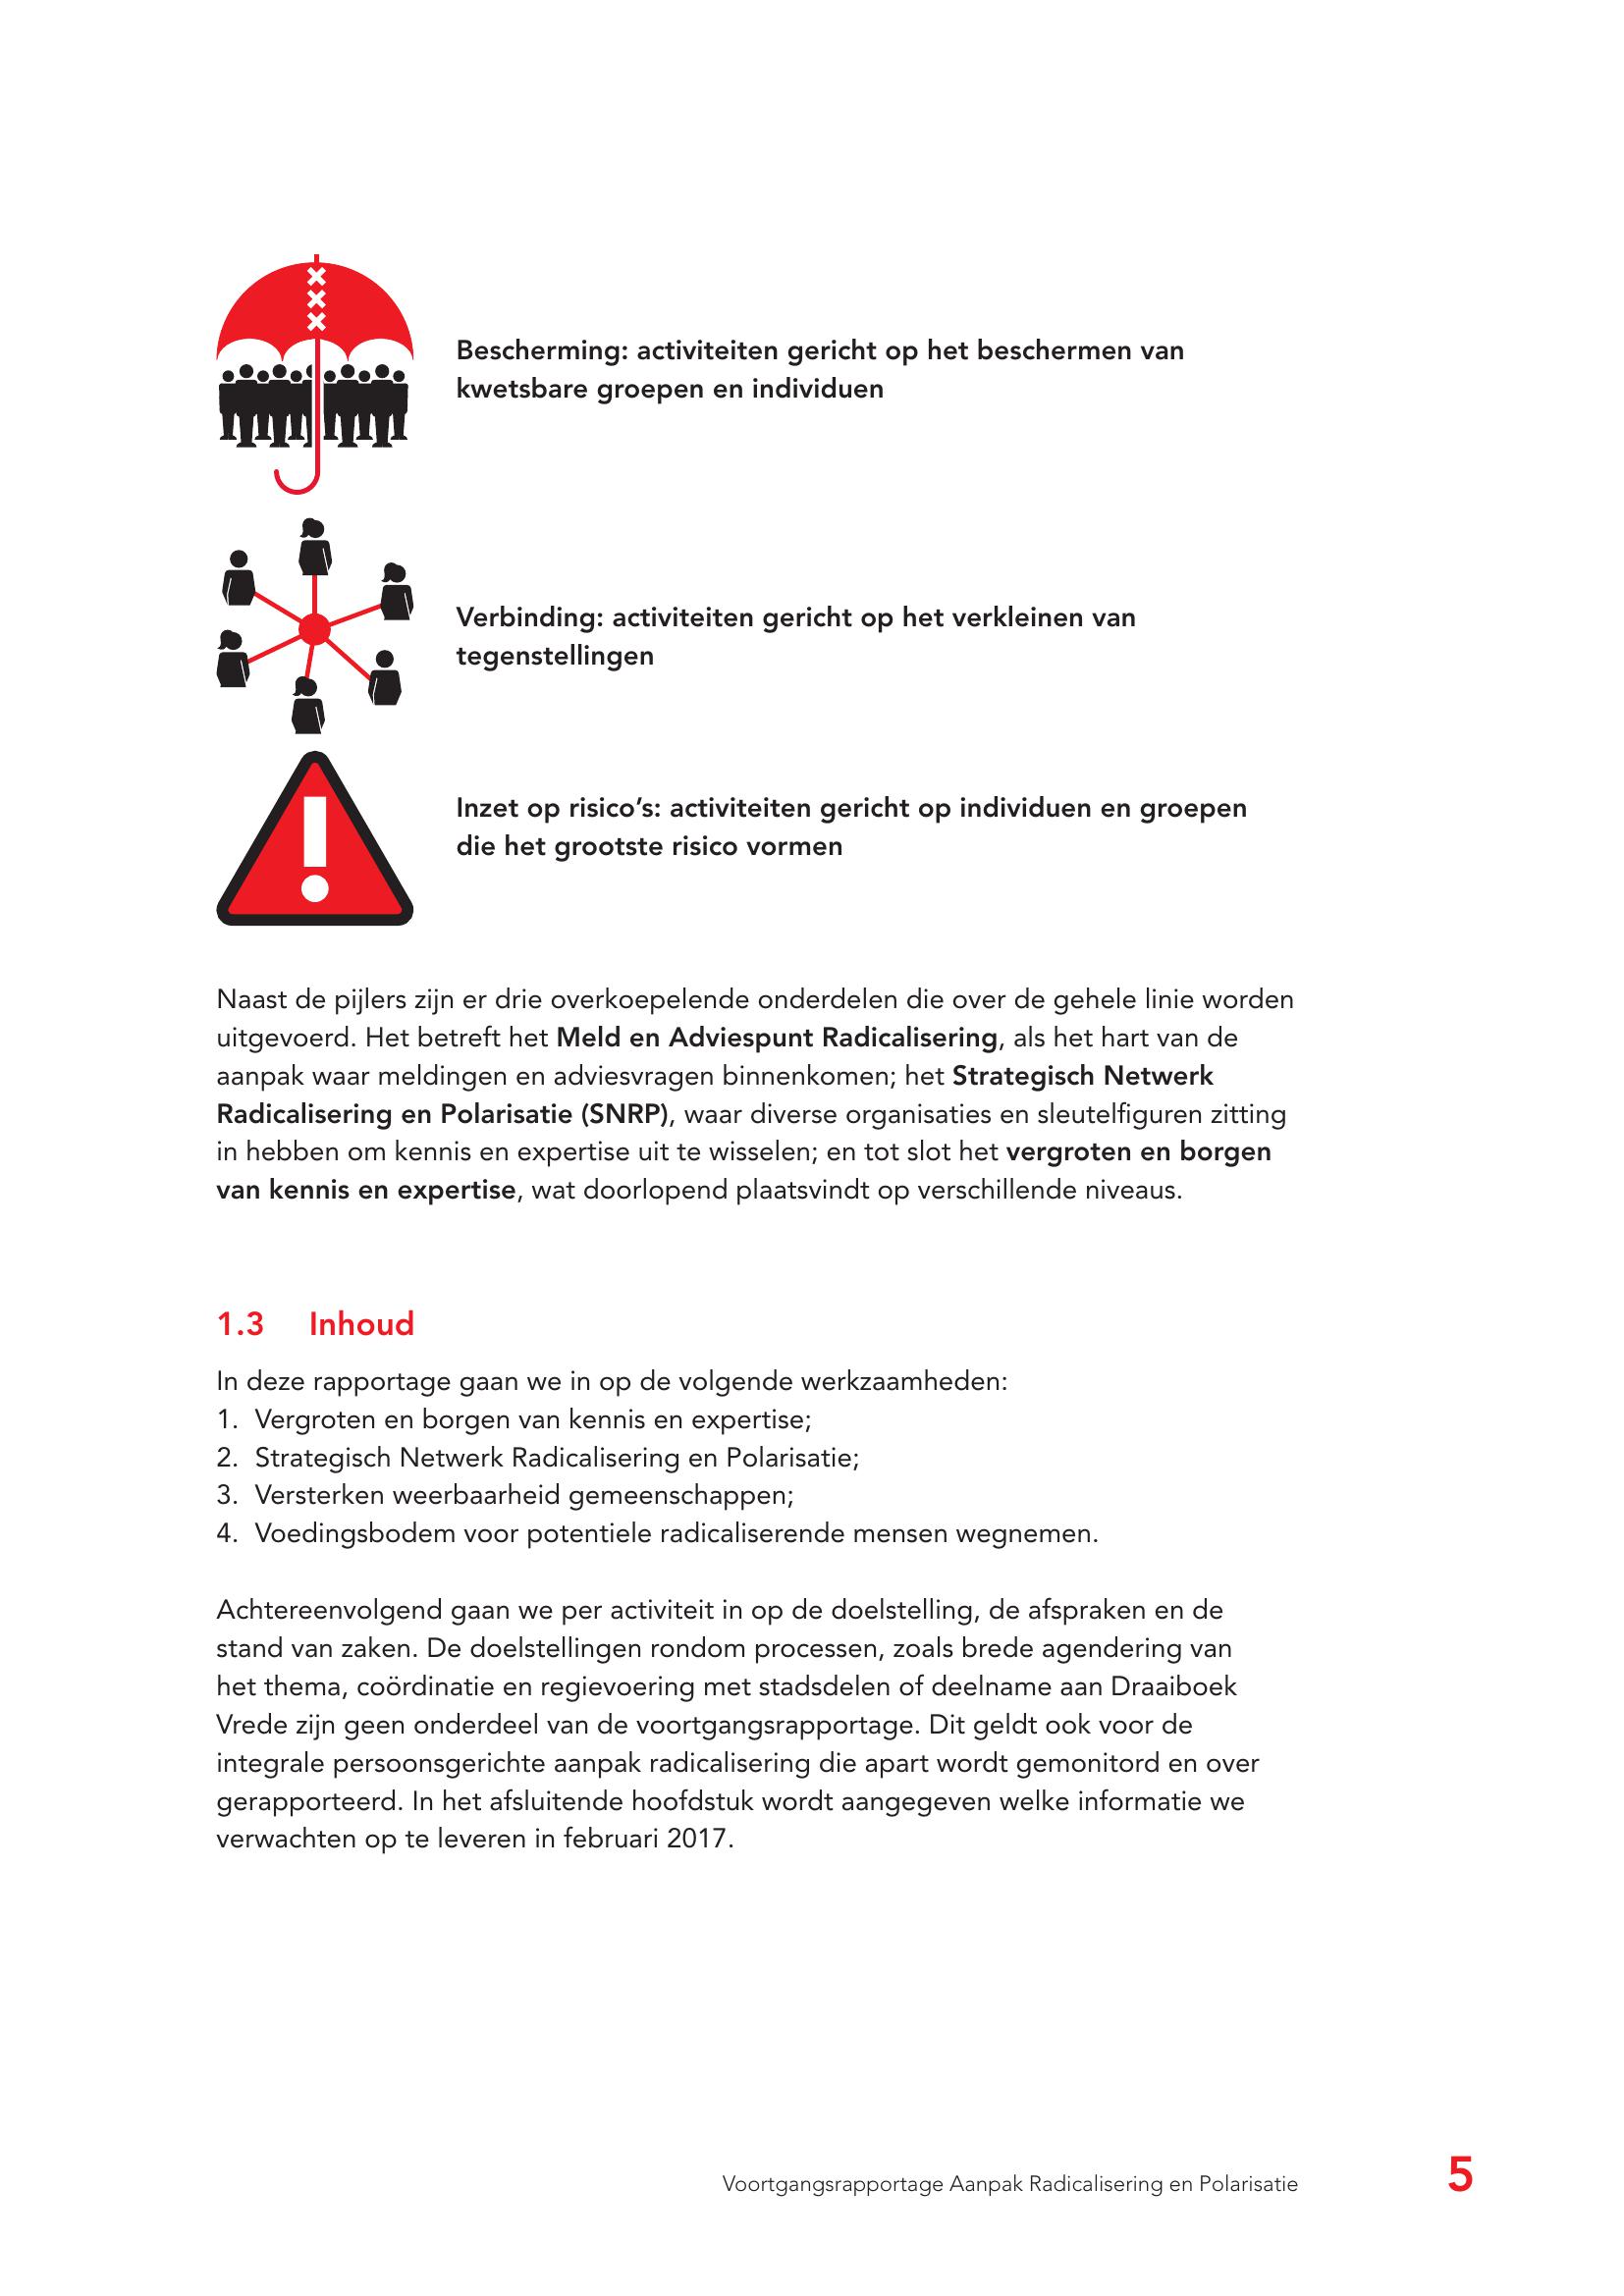 Bescherming: activiteiten gericht op het beschermen van
kwetsbare groepen en individuen
Verbinding: activiteiten gericht op het verkleinen van
tegenstellingen
Inzet op risico’s: activiteiten gericht op individuen en groepen
die het grootste risico vormen
Naast de pijlers zijn er drie overkoepelende onderdelen die over de gehele linie worden
uitgevoerd. Het betreft het Meld en Adviespunt Radicalisering, als het hart van de
aanpak waar meldingen en adviesvragen binnenkomen; het Strategisch Netwerk
Radicalisering en Polarisatie (SNRP), waar diverse organisaties en sleutelfiguren zitting
in hebben om kennis en expertise uit te wisselen; en tot slot het vergroten en borgen
van kennis en expertise, wat doorlopend plaatsvindt op verschillende niveaus.
1.3 Inhoud
In deze rapportage gaan we in op de volgende werkzaamheden:
1. Vergroten en borgen van kennis en expertise;
2. Strategisch Netwerk Radicalisering en Polarisatie;
3. Versterken weerbaarheid gemeenschappen;
4. Voedingsbodem voor potentiele radicaliserende mensen wegnemen.
Achtereenvolgend gaan we per activiteit in op de doelstelling, de afspraken en de
stand van zaken. De doelstellingen rondom processen, zoals brede agendering van
het thema, coördinatie en regievoering met stadsdelen of deelname aan Draaiboek
Vrede zijn geen onderdeel van de voortgangsrapportage. Dit geldt ook voor de
integrale persoonsgerichte aanpak radicalisering die apart wordt gemonitord en over
gerapporteerd. In het afsluitende hoofdstuk wordt aangegeven welke informatie we
verwachten op te leveren in februari 2017.
Voortgangsrapportage Aanpak Radicalisering en Polarisatie 5